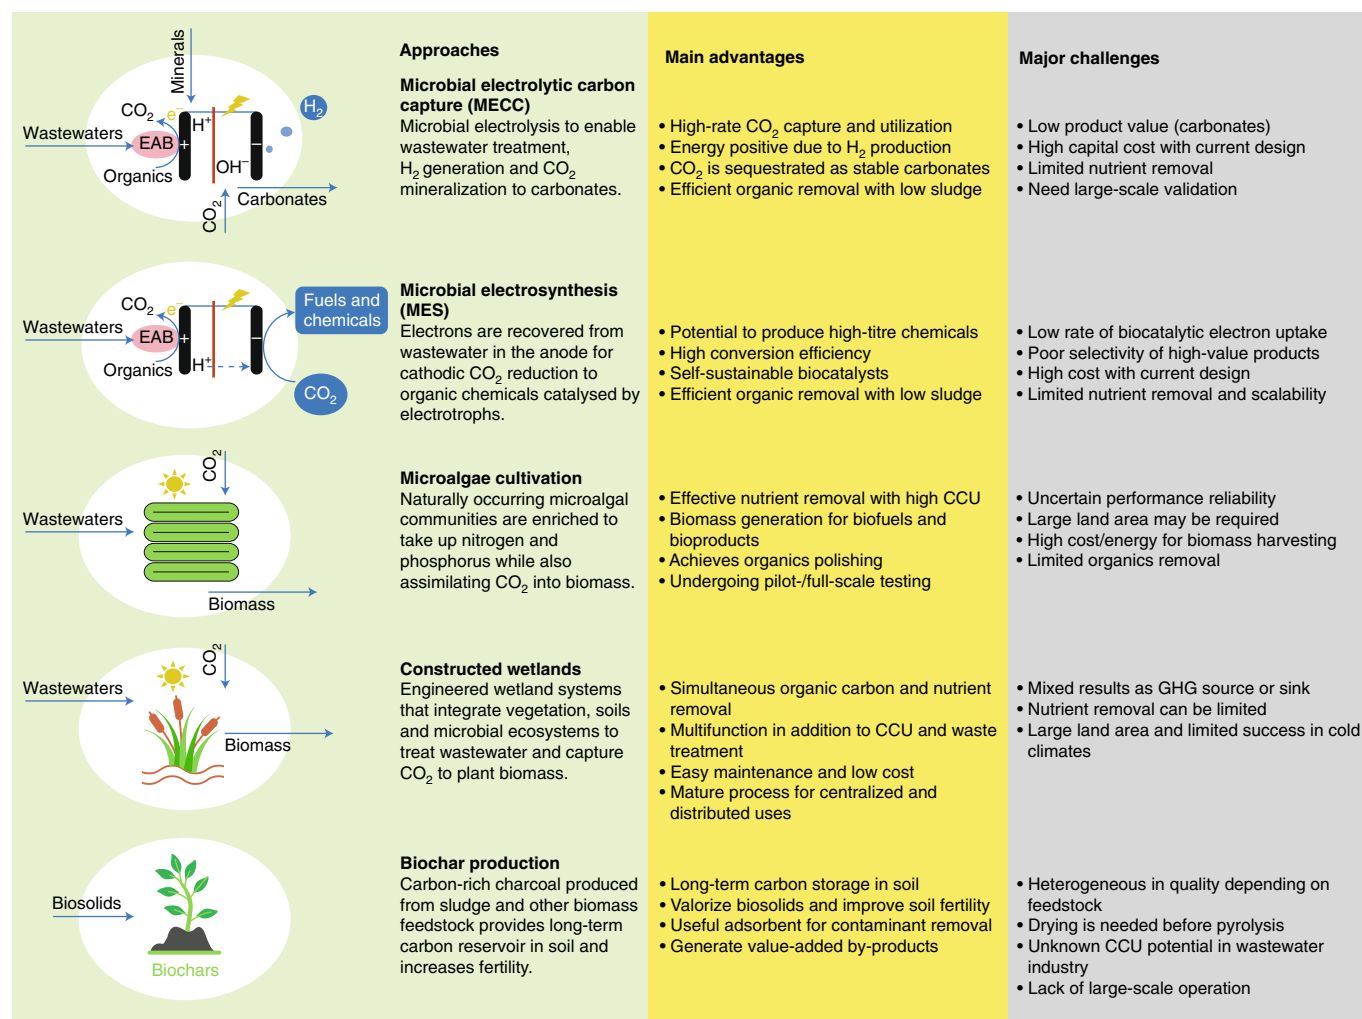 Approaches
Main advantages
Major challenges
Minerals
CO2
e−
H+
H2
Wastewaters
EAB
+
−
OH−
Organics
Carbonates
CO2
Microbial electrolytic carbon
capture (MECC)
Microbial electrolysis to enable
wastewater treatment,
H2 generation and CO2
mineralization to carbonates.
• High-rate CO2 capture and utilization
• Energy positive due to H2 production
• CO2 is sequestrated as stable carbonates
• Efficient organic removal with low sludge
• Low product value (carbonates)
• High capital cost with current design
• Limited nutrient removal
• Need large-scale validation
CO2
e−
Fuels and
chemicals
Wastewaters
EAB
+
−
Organics
H+
CO2
Microbial electrosynthesis
(MES)
Electrons are recovered from
wastewater in the anode for
cathodic CO2 reduction to
organic chemicals catalysed by
electrotrophs.
• Potential to produce high-titre chemicals
• High conversion efficiency
• Self-sustainable biocatalysts
• Efficient organic removal with low sludge
• Low rate of biocatalytic electron uptake
• Poor selectivity of high-value products
• High cost with current design
• Limited nutrient removal and scalability
CO2
Wastewaters
Biomass
Microalgae cultivation
Naturally occurring microalgal
communities are enriched to
take up nitrogen and
phosphorus while also
assimilating CO2 into biomass.
• Effective nutrient removal with high CCU
• Biomass generation for biofuels and
bioproducts
• Achieves organics polishing
• Undergoing pilot-/full-scale testing
• Uncertain performance reliability
• Large land area may be required
• High cost/energy for biomass harvesting
• Limited organics removal
CO2
Wastewaters
Biomass
Constructed wetlands
Engineered wetland systems
that integrate vegetation, soils
and microbial ecosystems to
treat wastewater and capture
CO2 to plant biomass.
• Simultaneous organic carbon and nutrient
removal
• Multifunction in addition to CCU and waste
treatment
• Easy maintenance and low cost
• Mature process for centralized and
distributed uses
• Mixed results as GHG source or sink
• Nutrient removal can be limited
• Large land area and limited success in cold
climates
Biosolids
Biochars
Biochar production
Carbon-rich charcoal produced
from sludge and other biomass
feedstock provides long-term
carbon reservoir in soil and
increases fertility.
• Long-term carbon storage in soil
• Valorize biosolids and improve soil fertility
• Useful adsorbent for contaminant removal
• Generate value-added by-products
• Heterogeneous in quality depending on
feedstock
• Drying is needed before pyrolysis
• Unknown CCU potential in wastewater
industry
• Lack of large-scale operation